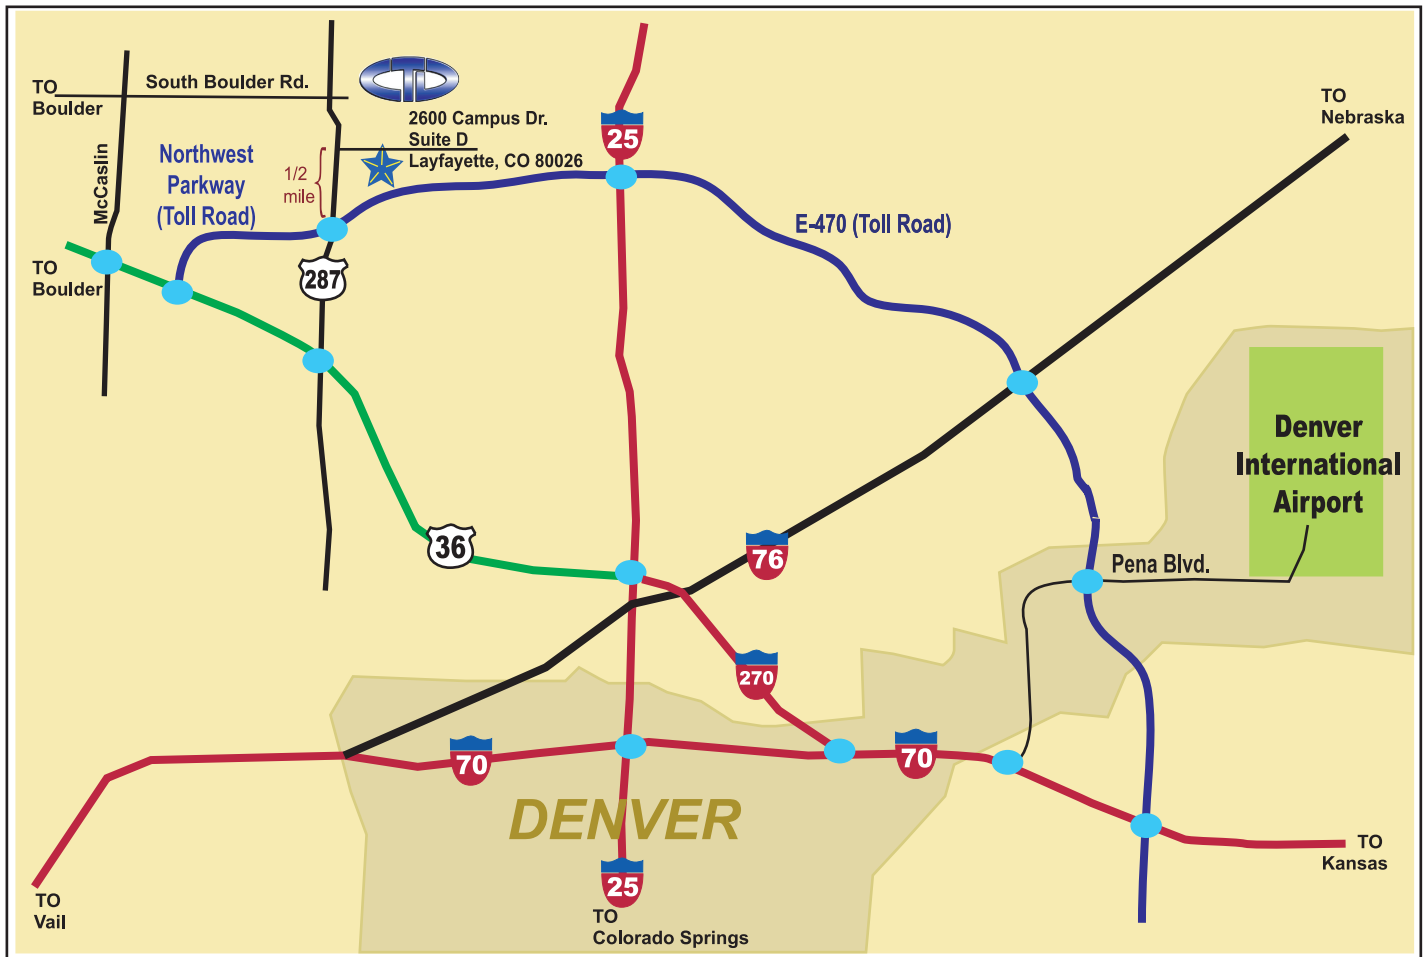 TO
Boulder
South Boulder Rd.
CTD
2600 Campus Dr.
Suite D
Layfayette, CO 80026
25
TO
Nebraska
McCaslin
Northwest
Parkway
(Toll Road)
1/2
mile
E-470 (Toll Road)
TO
Boulder
287
Denver
International
Airport
36
76
Pena Blvd.
270
70
70
DENVER
25
TO
Kansas
TO
Vail
TO
Colorado Springs